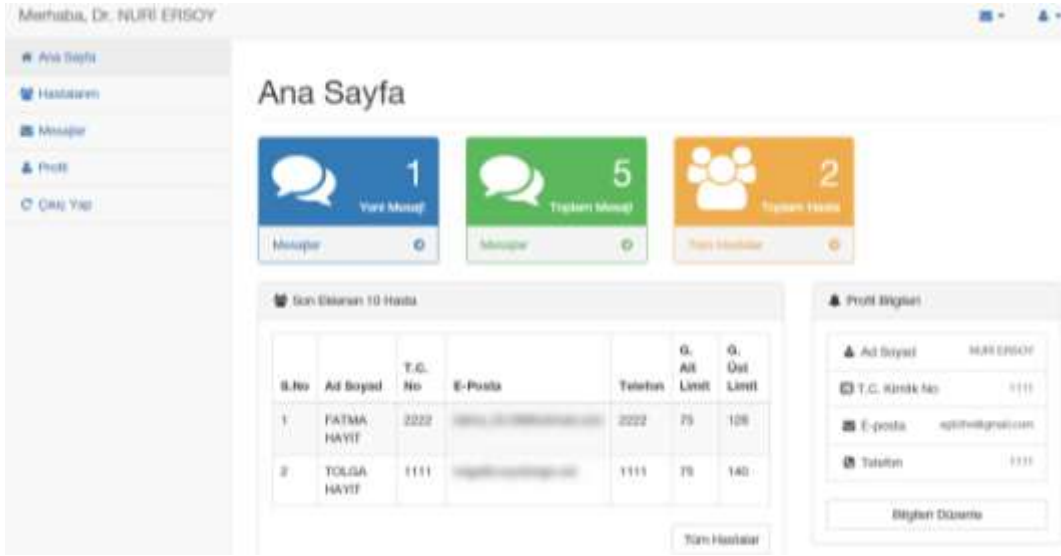 Merhaba, Dr. NURİ ERSOY
Ana Sayfa
Hastalarım
Mesajlar
Profil
Çıkış Yap
Ana Sayfa
1
Yeni Mesaj!
Mesajlar
5
Toplam Mesaj!
Mesajlar
2
Toplam Hasta
Tüm Hastalar
Son Eklenen 10 Hasta
S.No Ad Soyad T.C. No E-Posta Telefon G. Alt Limit G. Üst Limit
1 FATMA HAYIT 2222 2222 75
2 TOLGA HAYIT 1111 1111 75 140
Tüm Hastalar
Profil Bilgileri
Ad Soyad NURİ ERSOY
T.C. Kimlik No 1111
E-posta
Telefon 1111
Bilgileri Düzenle